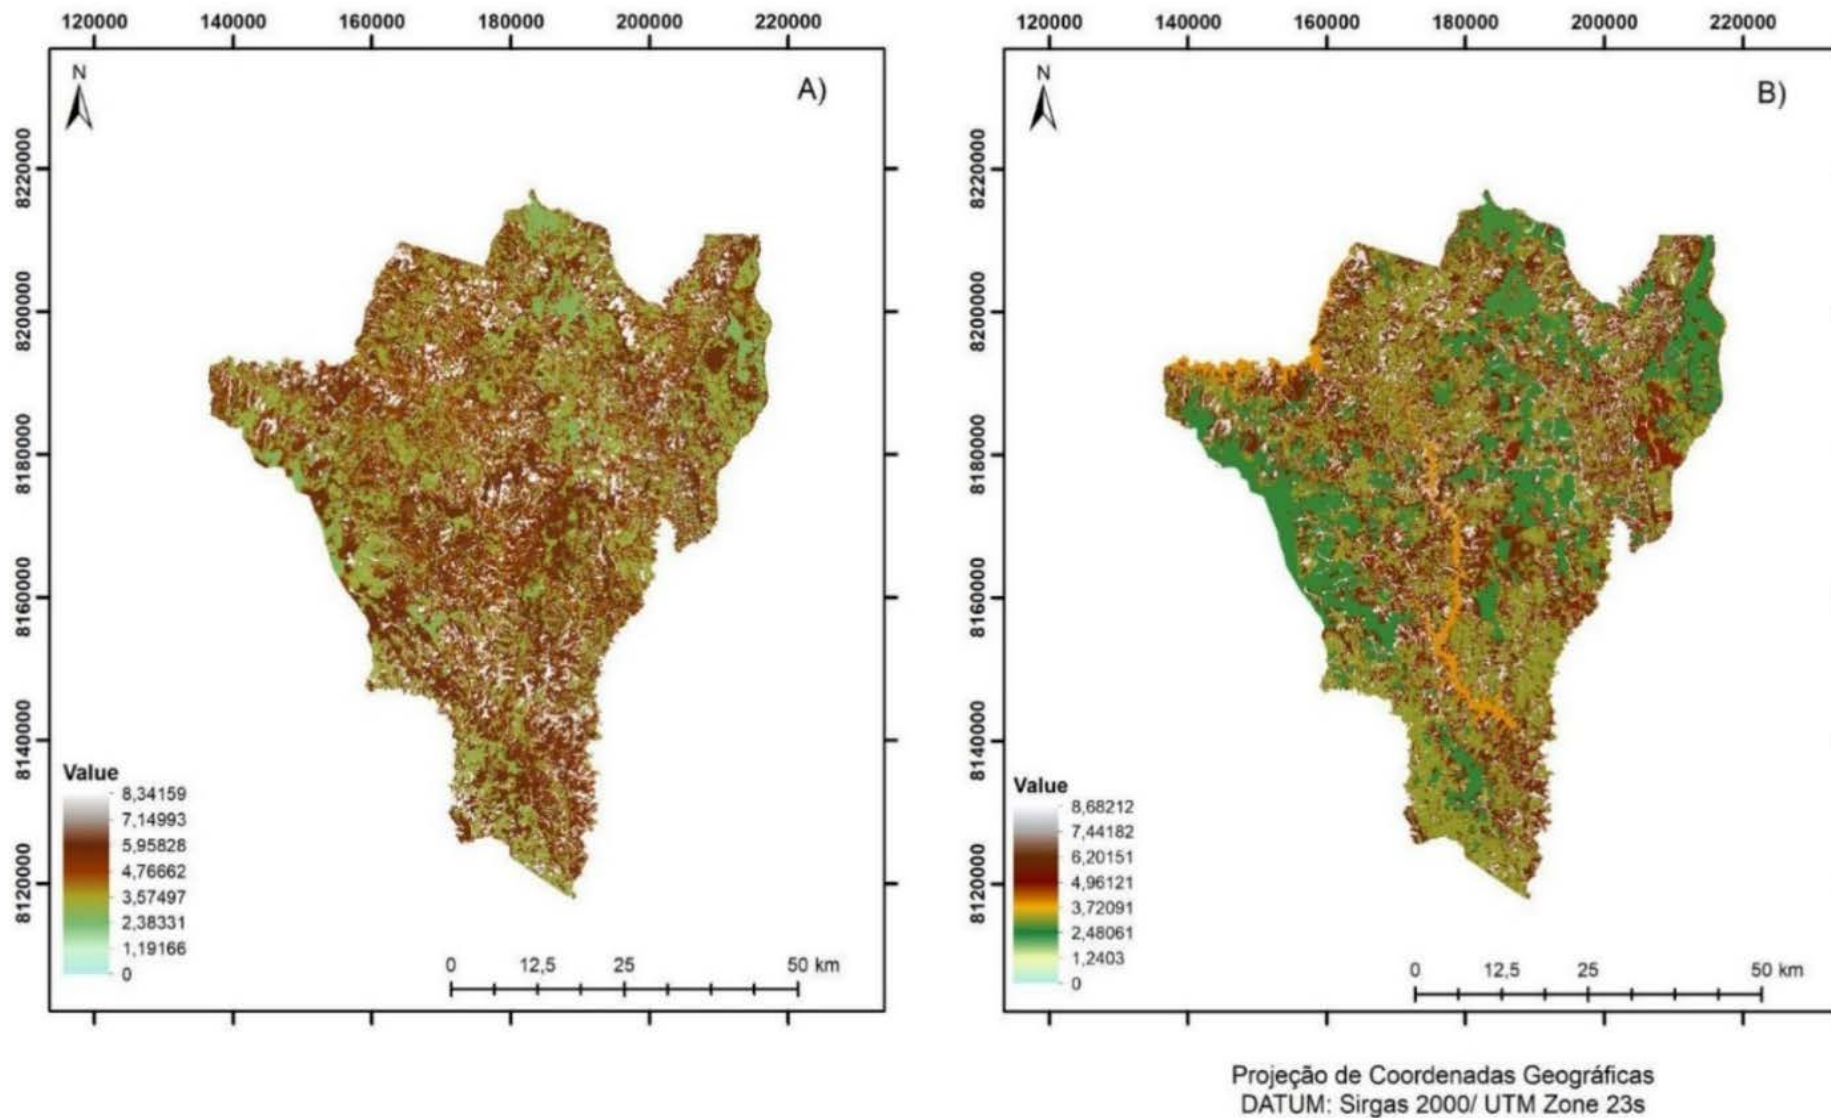 120000 140000 160000 180000 200000 220000
N
A)
8220000
8200000
8180000
8160000
8140000
8120000
Value
8,34159
7,14993
5,95828
4,76662
3,57497
2,38331
1,19166
0
0 12,5 25 50 km
120000 140000 160000 180000 200000 220000
N
B)
8220000
8200000
8180000
8160000
8140000
8120000
Value
8,68212
7,44182
6,20151
4,96121
3,72091
2,48061
1,2403
0
0 12,5 25 50 km
Projeção de Coordenadas Geográficas
DATUM: Sirgas 2000/ UTM Zone 23s